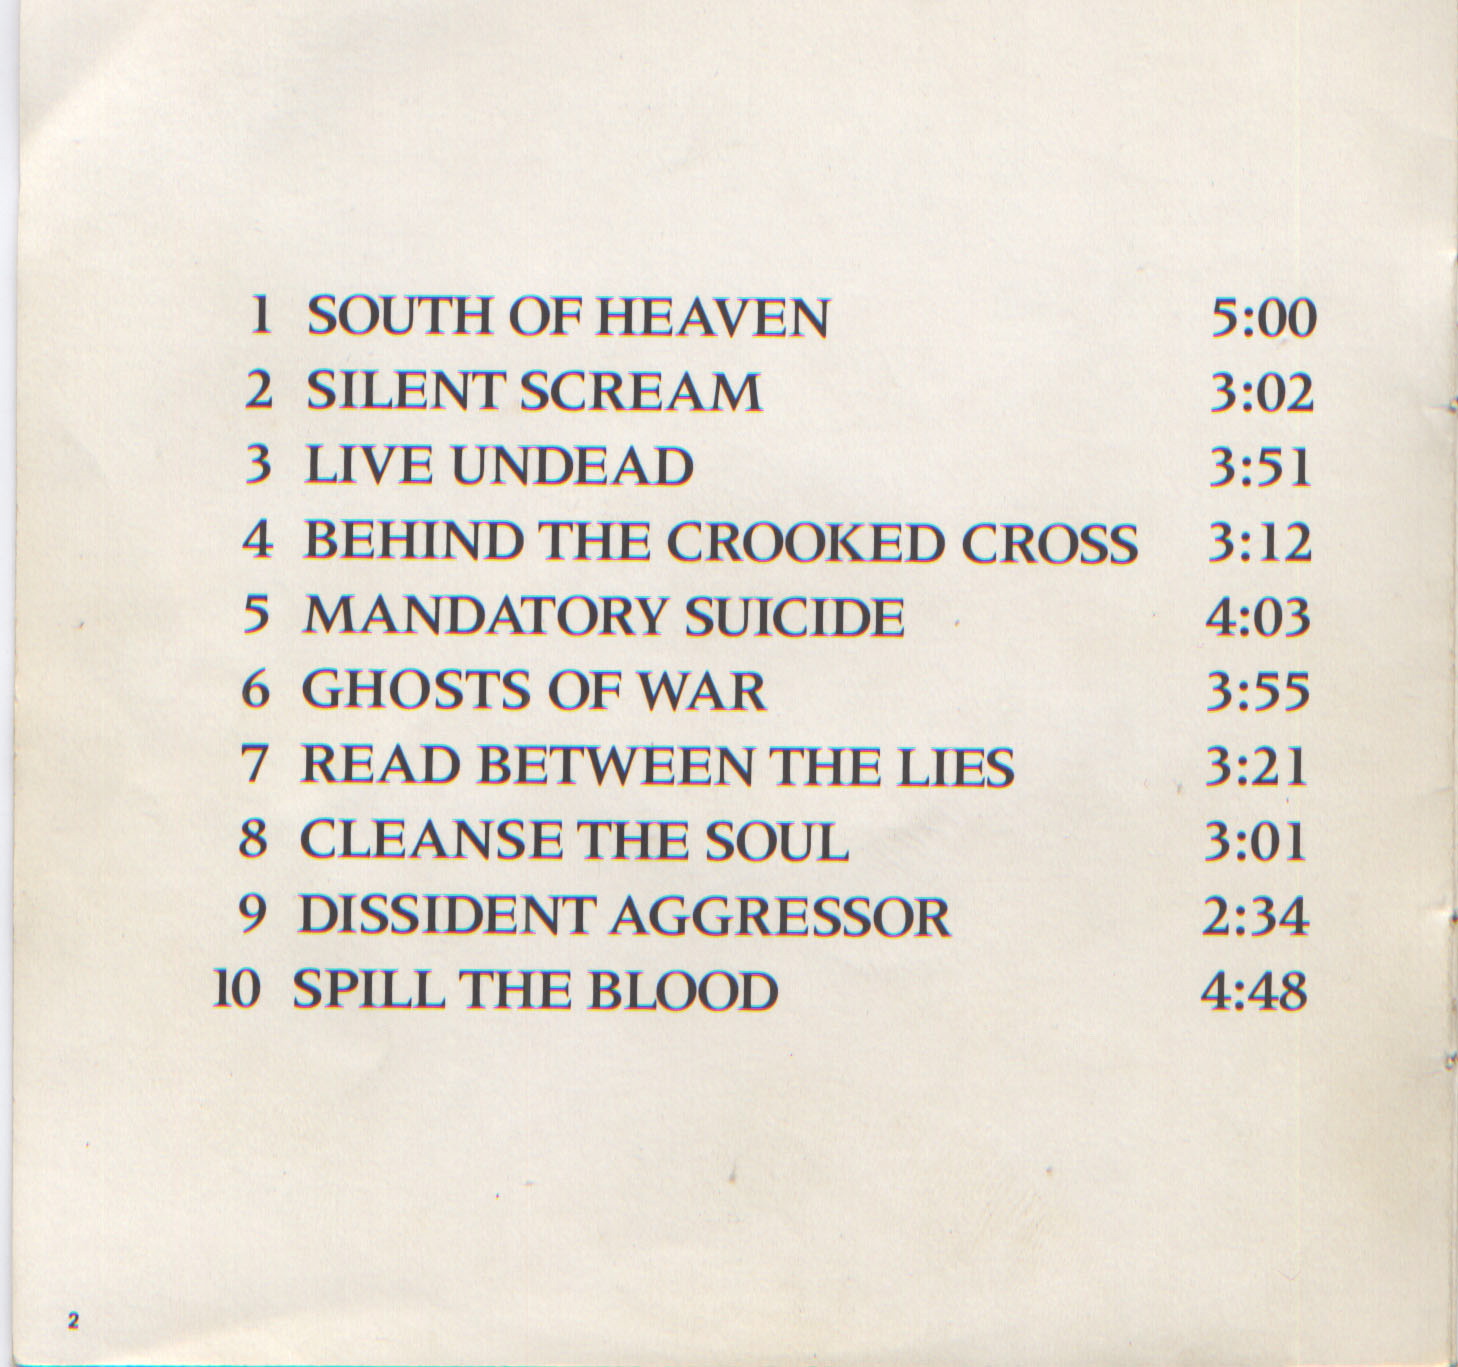 1 SOUTH OF HEAVEN 5:00
2 SILENT SCREAM 3:02
3 LIVE UNDEAD 3:51
4 BEHIND THE CROOKED CROSS 3:12
5 MANDATORY SUICIDE 4:03
6 GHOSTS OF WAR 3:55
7 READ BETWEEN THE LIES 3:21
8 CLEANSE THE SOUL 3:01
9 DISSIDENT AGGRESSOR 2:34
10 SPILL THE BLOOD 4:48
2